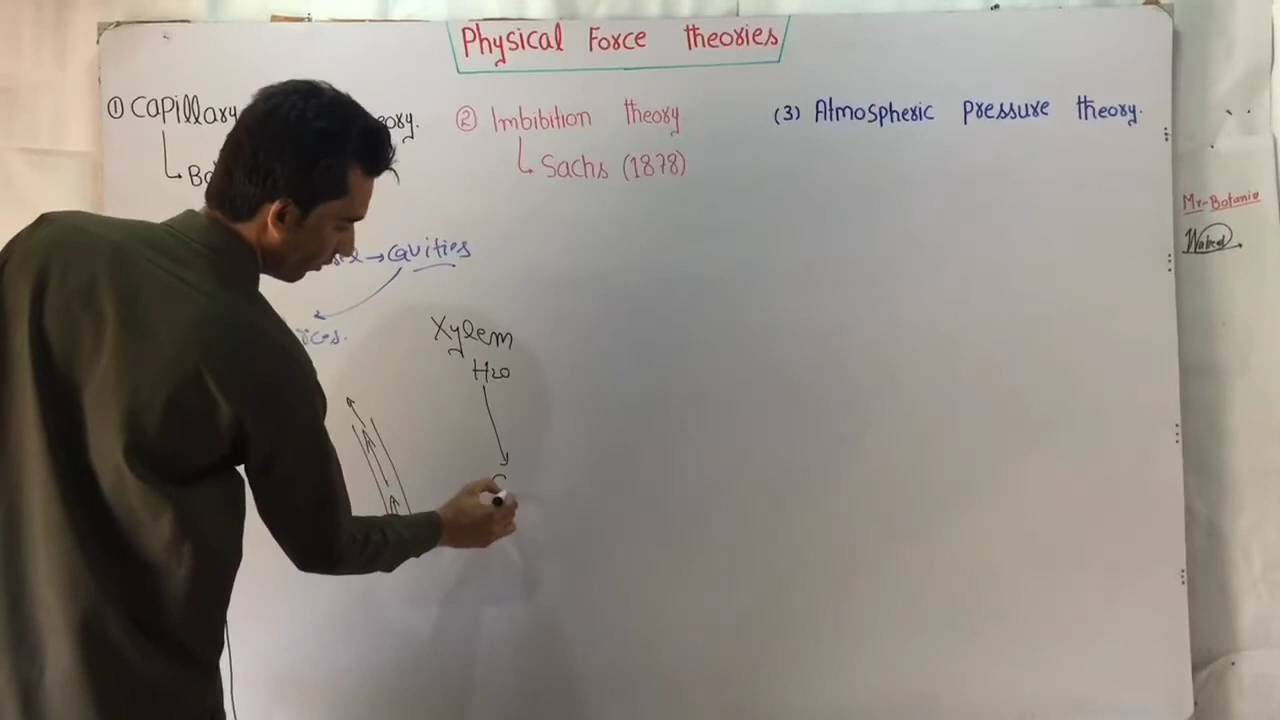 Physical Force theories
① Capillary
② Imbibition theory
Sachs (1878)
(3) Atmospheric pressure theory.
→ Cavities
Xylem
H2O
Mr-Botanic
Waheed